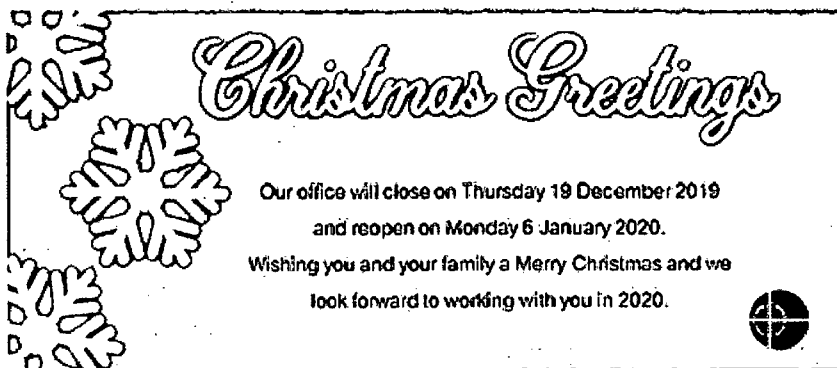 Christmas Greetings
Our office will close on Thursday 19 December 2019
and reopen on Monday 6 January 2020.
Wishing you and your family a Merry Christmas and we
look forward to working with you in 2020.